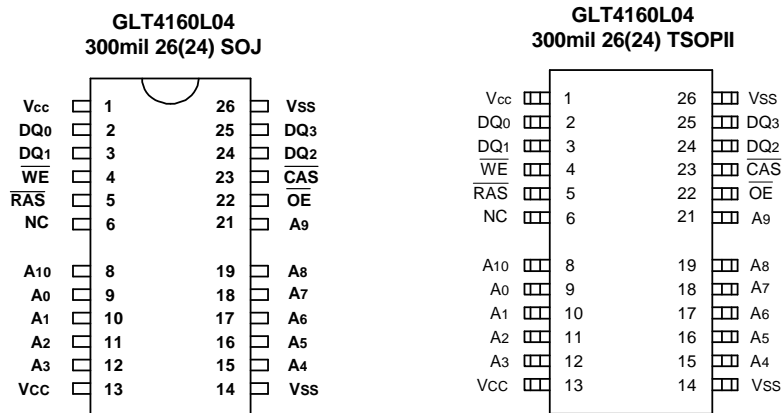 GLT4160L04
300mil 26(24) SOJ
Vcc 1 26 VSS
DQ0 2 25 DQ3
DQ1 3 24 DQ2
WE 4 23 CAS
RAS 5 22 OE
NC 6 21 A9
A10 8 19 A8
A0 9 18 A7
A1 10 17 A6
A2 11 16 A5
A3 12 15 A4
VCC 13 14 VSS
GLT4160L04
300mil 26(24) TSOPII
Vcc 1 26 VSS
DQ0 2 25 DQ3
DQ1 3 24 DQ2
WE 4 23 CAS
RAS 5 22 OE
NC 6 21 A9
A10 8 19 A8
A0 9 18 A7
A1 10 17 A6
A2 11 16 A5
A3 12 15 A4
VCC 13 14 VSS